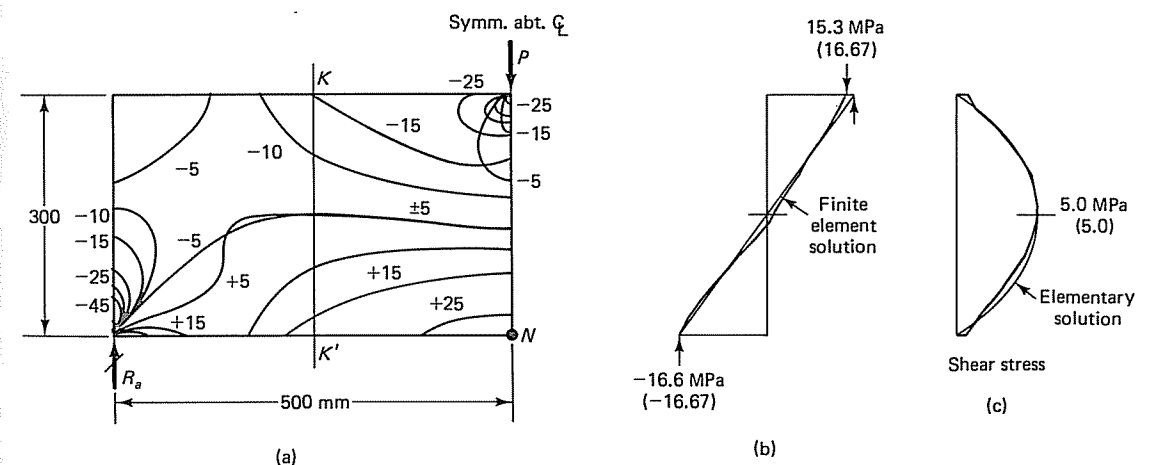 Symm. abt. ℄
P
K
−25
−25
−15
−15
−10
−5
−5
300
−10
±5
−15
−5
−25
+5
+15
−45
+25
+15
N
K'
Rₐ
500 mm
(a)
15.3 MPa
(16.67)
Finite
element
solution
−16.6 MPa
(−16.67)
(b)
5.0 MPa
(5.0)
Elementary
solution
Shear stress
(c)